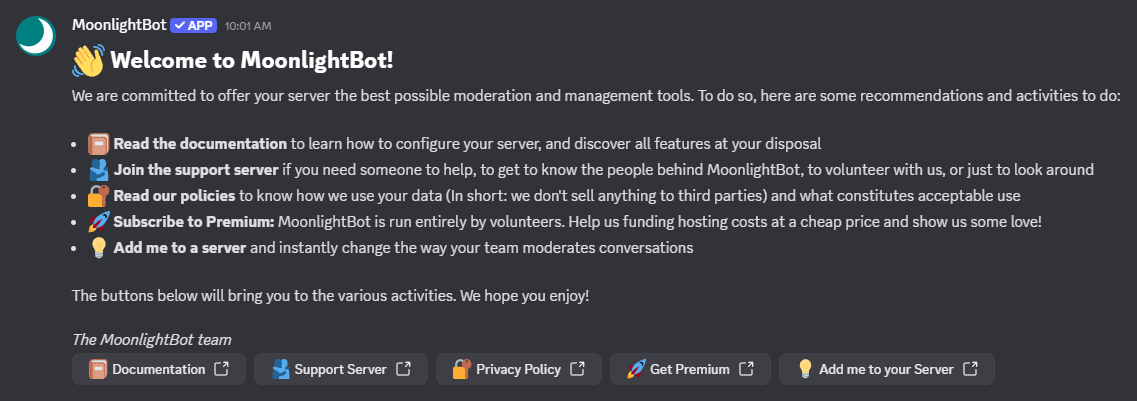 MoonlightBot ✓ APP 10:01 AM
👋 Welcome to MoonlightBot!
We are committed to offer your server the best possible moderation and management tools. To do so, here are some recommendations and activities to do:
• 📔 Read the documentation to learn how to configure your server, and discover all features at your disposal
• 🫂 Join the support server if you need someone to help, to get to know the people behind MoonlightBot, to volunteer with us, or just to look around
• 🔐 Read our policies to know how we use your data (In short: we don't sell anything to third parties) and what constitutes acceptable use
• 🚀 Subscribe to Premium: MoonlightBot is run entirely by volunteers. Help us funding hosting costs at a cheap price and show us some love!
• 💡 Add me to a server and instantly change the way your team moderates conversations
The buttons below will bring you to the various activities. We hope you enjoy!
The MoonlightBot team
📔 Documentation 🫂 Support Server 🔐 Privacy Policy 🚀 Get Premium 💡 Add me to your Server